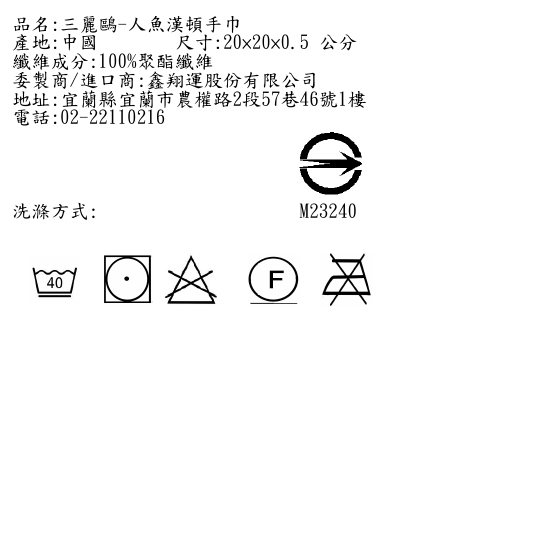 品名:三麗鷗-人魚漢頓手巾
產地:中國 尺寸:20×20×0.5 公分
纖維成分:100%聚酯纖維
委製商/進口商:鑫翔運股份有限公司
地址:宜蘭縣宜蘭市農權路2段57巷46號1樓
電話:02-22110216
洗滌方式: M23240
40 F